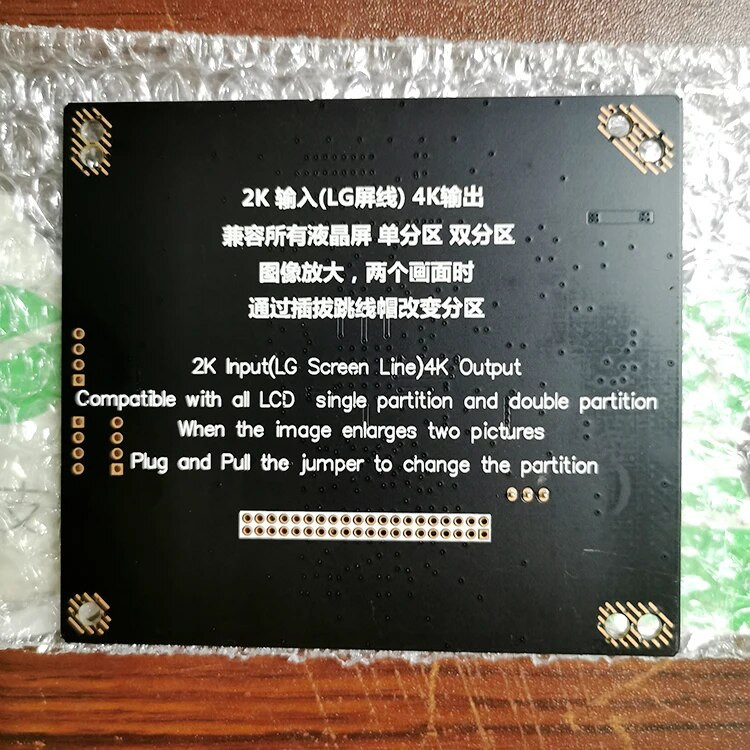 2K 输入(LG屏线) 4K输出
兼容所有液晶屏 单分区 双分区
图像放大，两个画面时
通过插拔跳线帽改变分区
2K Input(LG Screen Line)4K Output
Compatible with all LCD single partition and double partition
When the image enlarges two pictures
Plug and Pull the jumper to change the partition